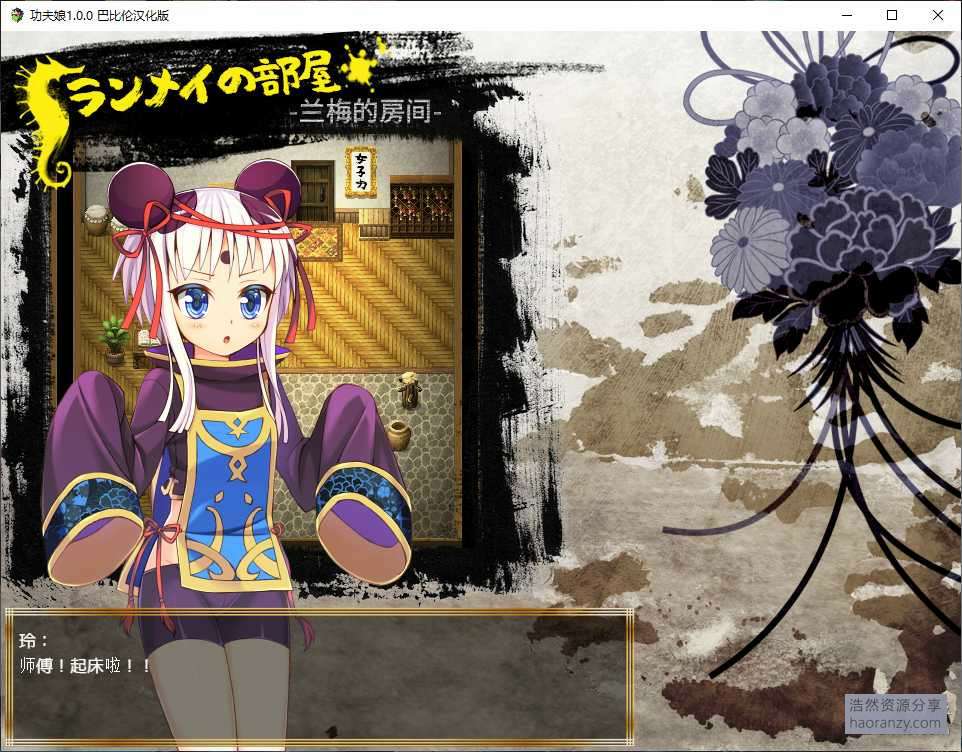 功夫娘1.0.0 巴比伦汉化版
ランメイの部屋
-兰梅的房间-
女子力
玲：
师傅！起床啦！！
浩然资源分享
haoranzy.com